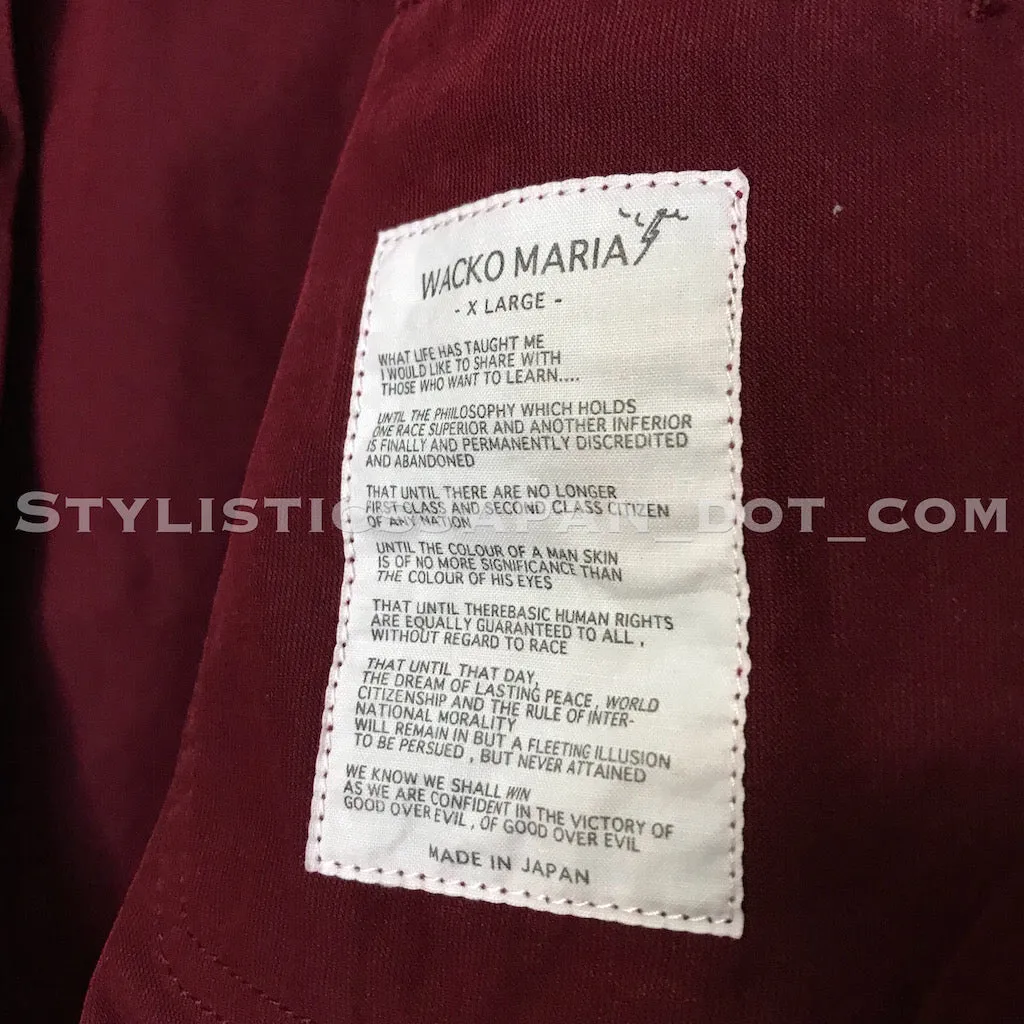 WACKO MARIA
- X LARGE -
WHAT LIFE HAS TAUGHT ME
I WOULD LIKE TO SHARE WITH
THOSE WHO WANT TO LEARN....
UNTIL THE PHILOSOPHY WHICH HOLDS
ONE RACE SUPERIOR AND ANOTHER INFERIOR
IS FINALLY AND PERMANENTLY DISCREDITED
AND ABANDONED
THAT UNTIL THERE ARE NO LONGER
FIRST CLASS AND SECOND CLASS CITIZEN
OF ANY NATION
STYLISTICS_JAPAN_DOT_COM
UNTIL THE COLOUR OF A MAN SKIN
IS OF NO MORE SIGNIFICANCE THAN
THE COLOUR OF HIS EYES
THAT UNTIL THEREBASIC HUMAN RIGHTS
ARE EQUALLY GUARANTEED TO ALL ,
WITHOUT REGARD TO RACE
THAT UNTIL THAT DAY,
THE DREAM OF LASTING PEACE , WORLD
CITIZENSHIP AND THE RULE OF INTER-
NATIONAL MORALITY
WILL REMAIN IN BUT A FLEETING ILLUSION
TO BE PERSUED , BUT NEVER ATTAINED
WE KNOW WE SHALL WIN
AS WE ARE CONFIDENT IN THE VICTORY OF
GOOD OVER EVIL , OF GOOD OVER EVIL
MADE IN JAPAN